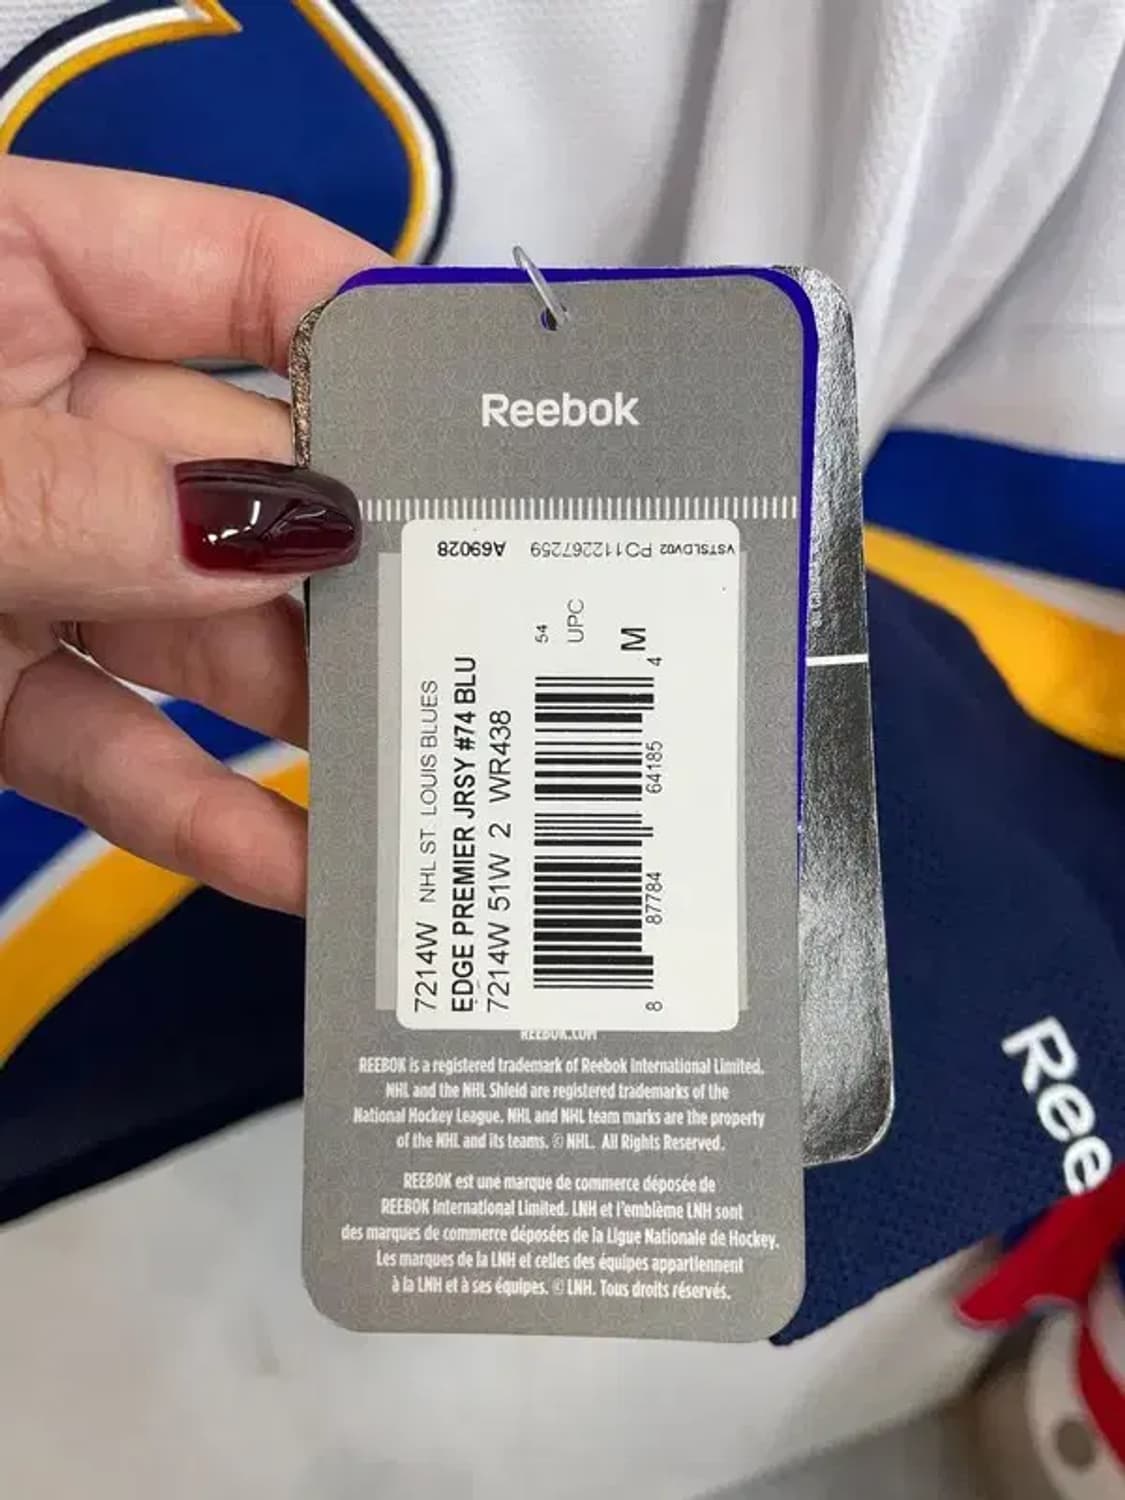 Reebok
A69028 PO112267259 VSTSLDV02
7214W NHL ST. LOUIS BLUES
EDGE PREMIER JRSY #74 BLU
7214W 51W 2 WR438
54
UPC
M
8 87784 64185 4
REEBOK.COM
REEBOK is a registered trademark of Reebok International Limited.
NHL and the NHL Shield are registered trademarks of the
National Hockey League. NHL and NHL team marks are the property
of the NHL and its teams. © NHL. All Rights Reserved.
REEBOK est une marque de commerce déposée de
REEBOK International Limited. LNH et l'emblème LNH sont
des marques de commerce déposées de la Ligue Nationale de Hockey.
Les marques de la LNH et celles des équipes appartiennent
à la LNH et à ses équipes. © LNH. Tous droits réservés.
Ree